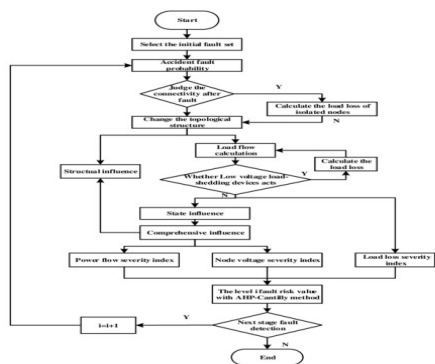 Start
Select the initial fault set
Accident fault
probability
Judge the
connectivity after
fault
Y
Calculate the load loss of
isolated nodes
N
Change the topological
structure
Load flow
calculation
Structual influence
Whether Low voltage load-
shedding devices acts
Y
Calculate the
load loss
N
State influence
Comprehensive influence
Power flow severity index
Node voltage severity index
Load loss severity
index
The level i fault risk value
with AHP-Cantilly method
i=i+1
Y
Next stage fault
detection
N
End